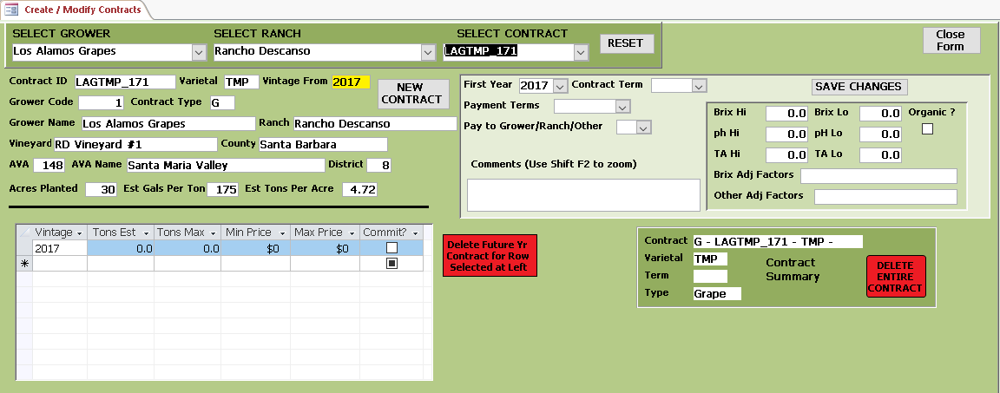 Create / Modify Contracts
SELECT GROWER SELECT RANCH SELECT CONTRACT
Los Alamos Grapes Rancho Descanso LAGTMP_171 RESET
Close
Form
Contract ID LAGTMP_171 Varietal TMP Vintage From 2017
NEW
CONTRACT
Grower Code 1 Contract Type G
Grower Name Los Alamos Grapes Ranch Rancho Descanso
Vineyard RD Vineyard #1 County Santa Barbara
AVA 148 AVA Name Santa Maria Valley District 8
Acres Planted 30 Est Gals Per Ton 175 Est Tons Per Acre 4.72
First Year 2017 Contract Term SAVE CHANGES
Payment Terms
Pay to Grower/Ranch/Other
Comments (Use Shift F2 to zoom)
Brix Hi 0.0 Brix Lo 0.0 Organic ?
ph Hi 0.0 pH Lo 0.0
TA Hi 0.0 TA Lo 0.0
Brix Adj Factors
Other Adj Factors
Vintage Tons Est Tons Max Min Price Max Price Commit?
2017 0.0 0.0 $0 $0
Delete Future Yr
Contract for Row
Selected at Left
Contract G - LAGTMP_171 - TMP -
Varietal TMP
Term
Type Grape
Contract
Summary
DELETE
ENTIRE
CONTRACT